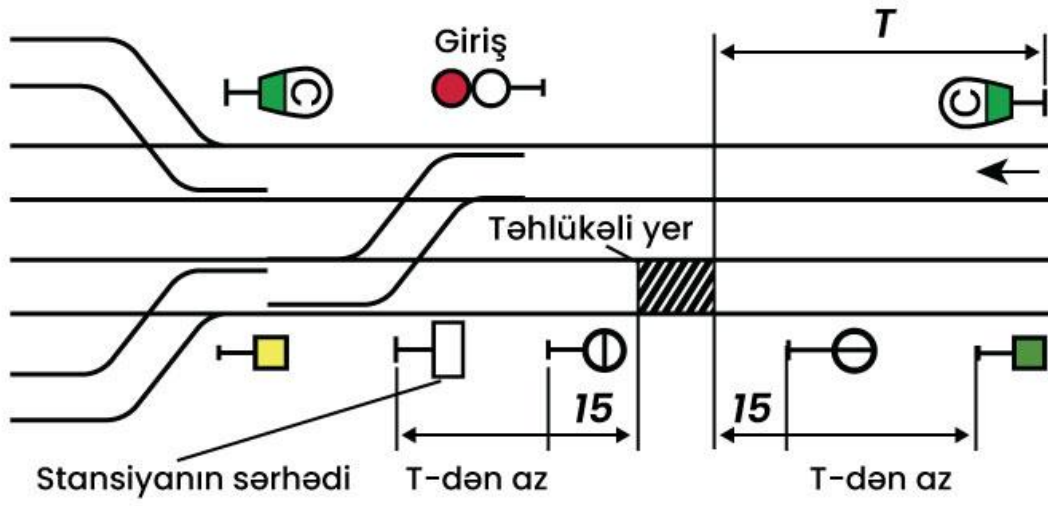 T
Giriş
C
C
Təhlükəli yer
15
15
Stansiyanın sərhədi
T-dən az
T-dən az